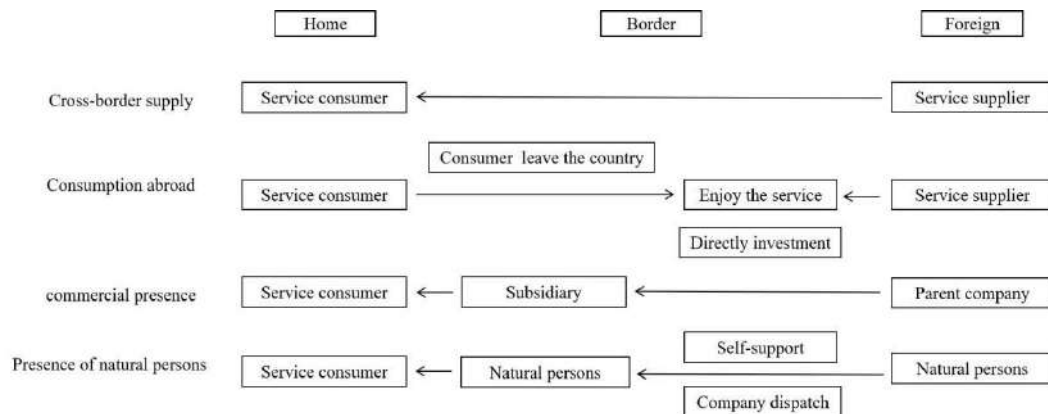 Home Border Foreign
Cross-border supply Service consumer Service supplier
Consumer leave the country
Consumption abroad Service consumer Enjoy the service Service supplier
Directly investment
commercial presence Service consumer Subsidiary Parent company
Self-support
Presence of natural persons Service consumer Natural persons Natural persons
Company dispatch